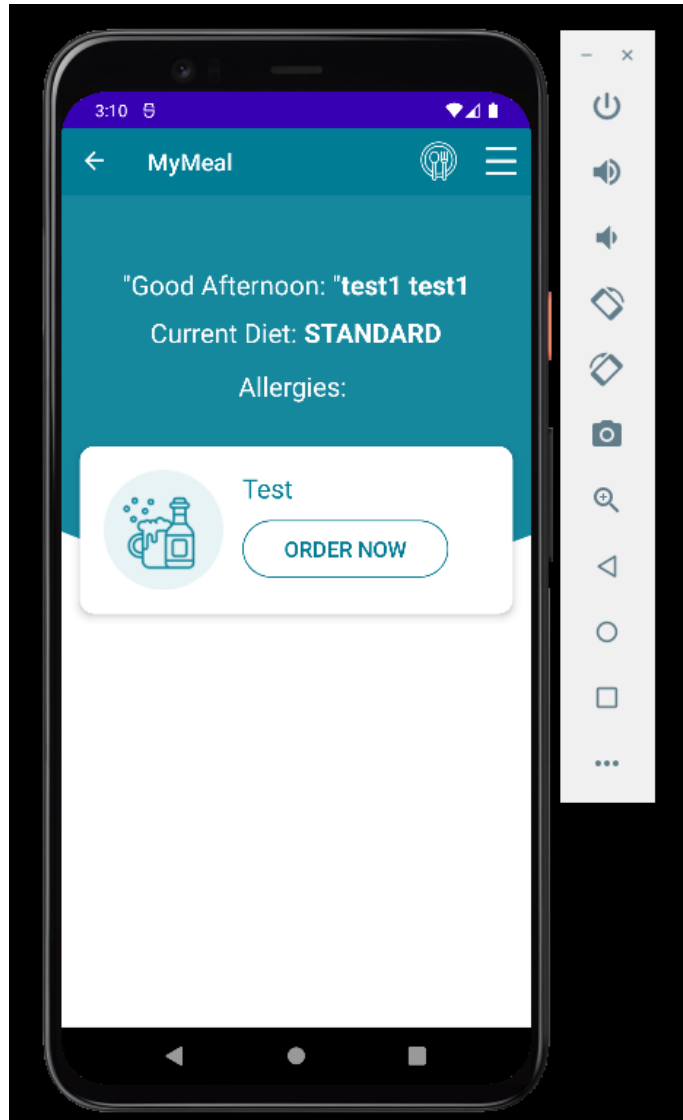 3:10
MyMeal
"Good Afternoon: "test1 test1
Current Diet: STANDARD
Allergies:
Test
ORDER NOW